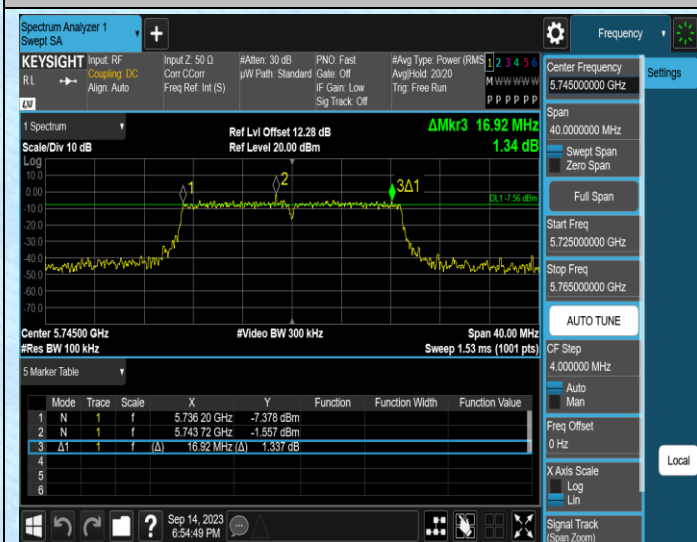 Spectrum Analyzer 1
Swept SA
+
Frequency
KEYSIGHT
RL
LXI
Input: RF
Coupling: DC
Align: Auto
Input Z: 50 Ω
Corr CCorr
Freq Ref: Int (S)
#Atten: 30 dB
µW Path: Standard
PNO: Fast
Gate: Off
IF Gain: Low
Sig Track: Off
#Avg Type: Power (RMS
Avg|Hold: 20/20
Trig: Free Run
1 2 3 4 5 6
M W W W W W
P P P P P P
1 Spectrum
Scale/Div 10 dB
Ref Lvl Offset 12.28 dB
Ref Level 20.00 dBm
ΔMkr3 16.92 MHz
1.34 dB
Log
10.0
0.00
-10.0
-20.0
-30.0
-40.0
-50.0
-60.0
-70.0
1
2
3Δ1
DL1 -7.56 dBm
Center 5.74500 GHz
#Video BW 300 kHz
Span 40.00 MHz
#Res BW 100 kHz
Sweep 1.53 ms (1001 pts)
5 Marker Table
Mode Trace Scale X Y Function Function Width Function Value
1 N 1 f 5.736 20 GHz -7.378 dBm
2 N 1 f 5.743 72 GHz -1.557 dBm
3 Δ1 1 f (Δ) 16.92 MHz (Δ) 1.337 dB
4
5
6
Sep 14, 2023
6:54:49 PM
?
Center Frequency
5.745000000 GHz
Span
40.0000000 MHz
Swept Span
Zero Span
Full Span
Start Freq
5.725000000 GHz
Stop Freq
5.765000000 GHz
AUTO TUNE
CF Step
4.000000 MHz
Auto
Man
Freq Offset
0 Hz
X Axis Scale
Log
Lin
Signal Track
(Span Zoom)
Settings
Local